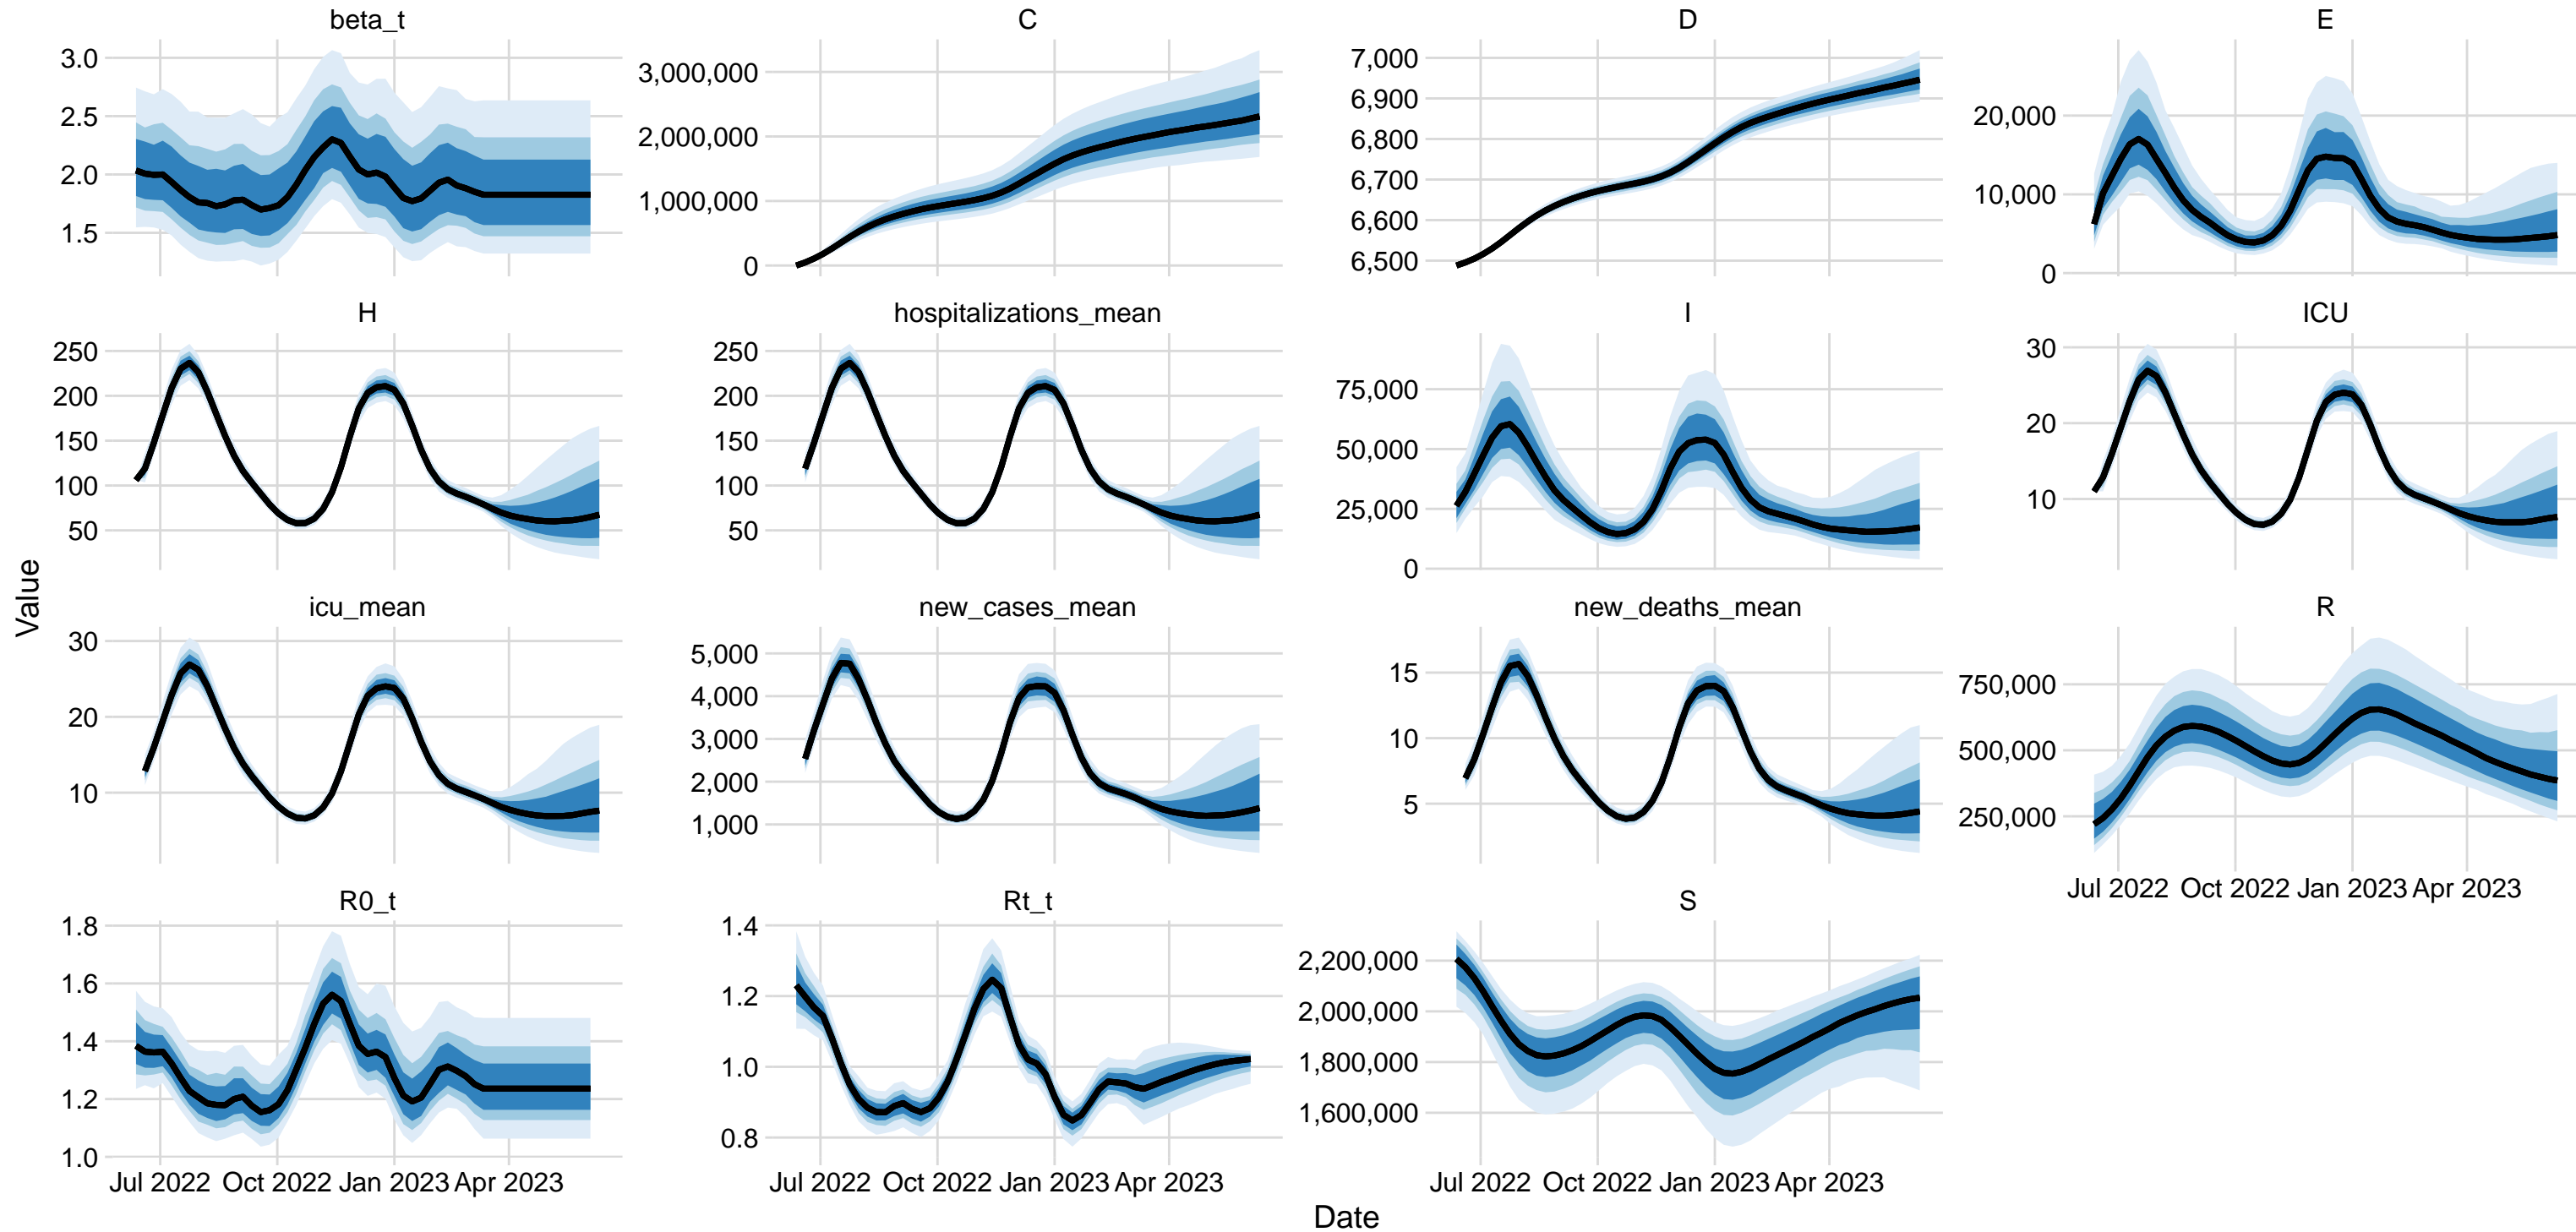 beta_t
C
D
E
3.0
2.5
2.0
1.5
3,000,000
2,000,000
1,000,000
0
7,000
6,900
6,800
6,700
6,600
6,500
20,000
10,000
0
H
hospitalizations_mean
I
ICU
250
200
150
100
50
250
200
150
100
50
75,000
50,000
25,000
0
30
20
10
Value
icu_mean
new_cases_mean
new_deaths_mean
R
30
20
10
5,000
4,000
3,000
2,000
1,000
15
10
5
750,000
500,000
250,000
Jul 2022 Oct 2022 Jan 2023 Apr 2023
R0_t
Rt_t
S
1.8
1.6
1.4
1.2
1.0
1.4
1.2
1.0
0.8
2,200,000
2,000,000
1,800,000
1,600,000
Jul 2022 Oct 2022 Jan 2023 Apr 2023
Jul 2022 Oct 2022 Jan 2023 Apr 2023
Jul 2022 Oct 2022 Jan 2023 Apr 2023
Date